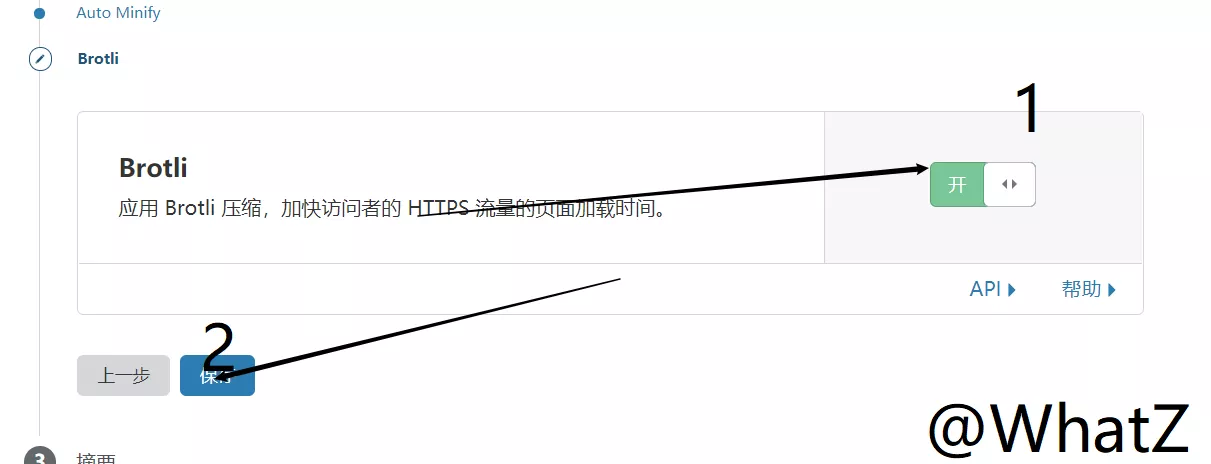 Auto Minify
Brotli
1
Brotli
开
应用 Brotli 压缩，加快访问者的 HTTPS 流量的页面加载时间。
API
帮助
2
上一步
保存
@WhatZ
3
摘要